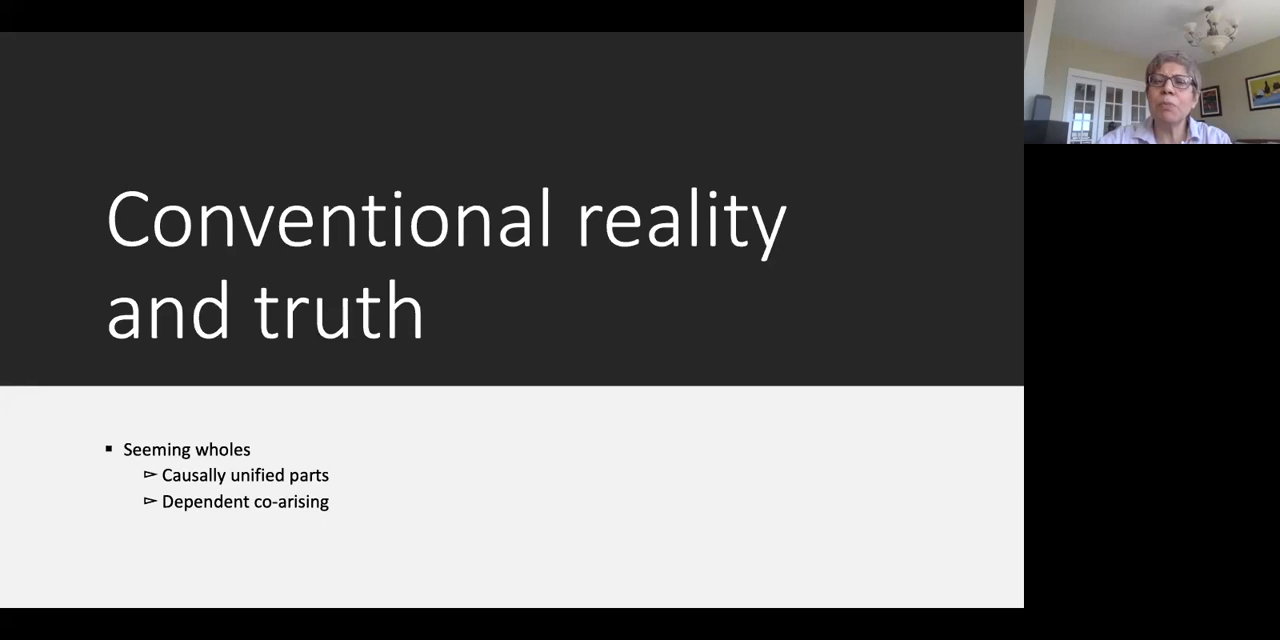 Conventional reality
and truth
▪ Seeming wholes
➢ Causally unified parts
➢ Dependent co-arising